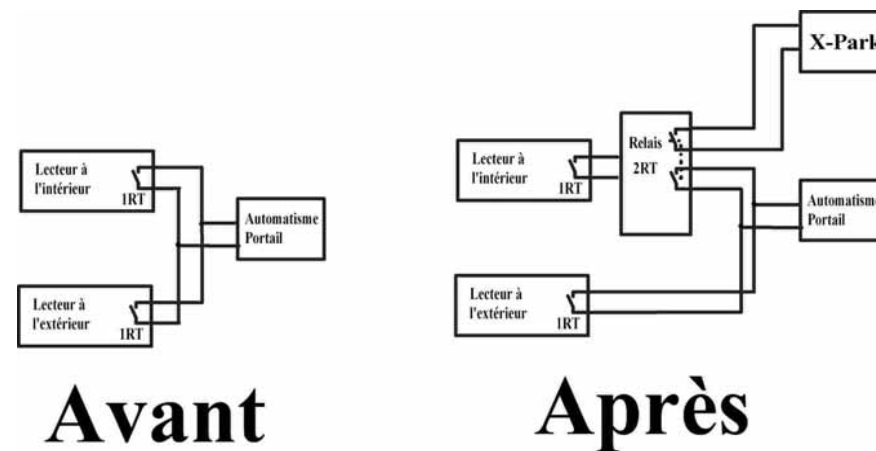 Lecteur à
l'intérieur
1RT
Automatisme
Portail
Lecteur à
l'extérieur
1RT
Avant
X-Park
Relais
2RT
Lecteur à
l'intérieur
1RT
Automatisme
Portail
Lecteur à
l'extérieur
1RT
Après